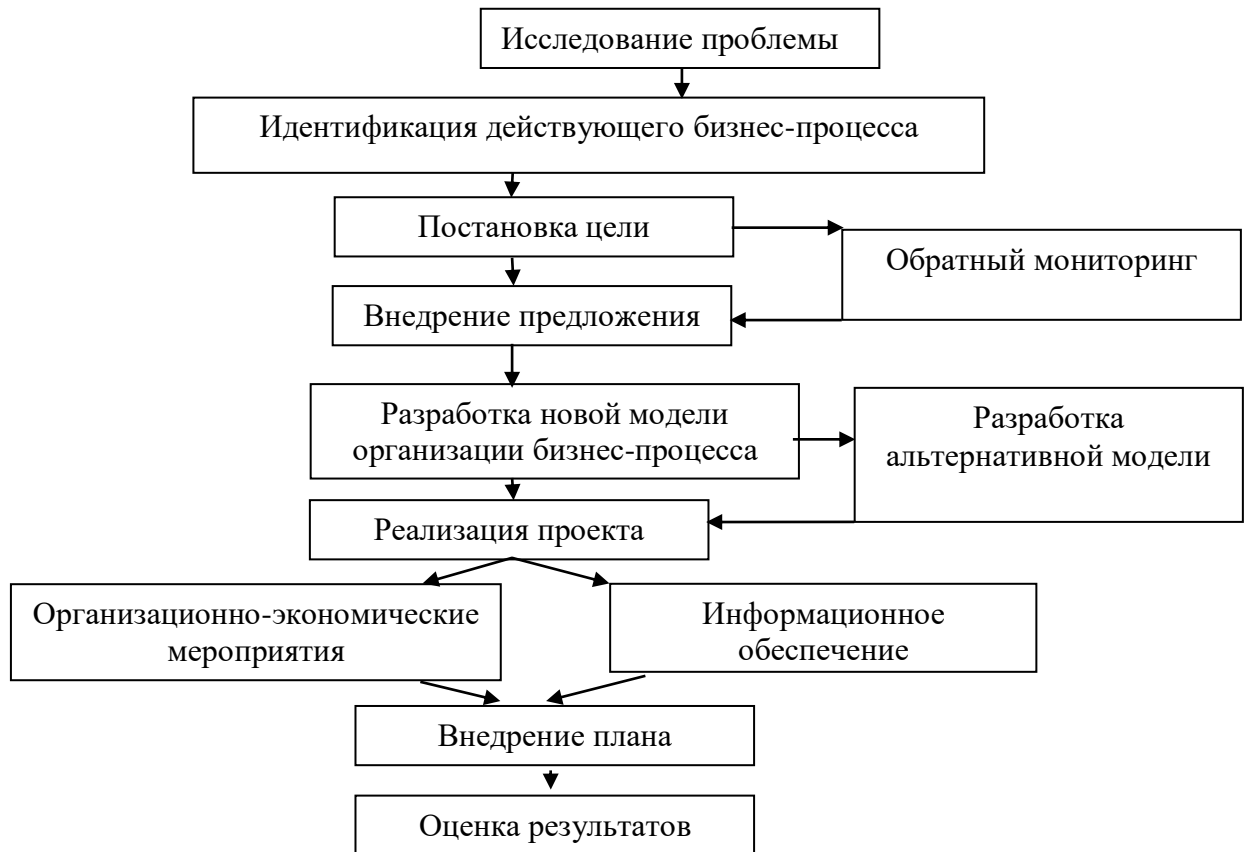 Исследование проблемы
Идентификация действующего бизнес-процесса
Постановка цели
Обратный мониторинг
Внедрение предложения
Разработка новой модели
организации бизнес-процесса
Разработка
альтернативной модели
Реализация проекта
Организационно-экономические
мероприятия
Информационное
обеспечение
Внедрение плана
Оценка результатов